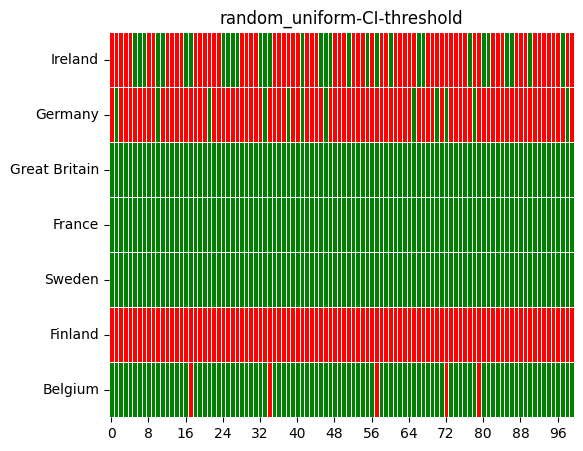 random_uniform-CI-threshold
Ireland
Germany
Great Britain
France
Sweden
Finland
Belgium
0 8 16 24 32 40 48 56 64 72 80 88 96